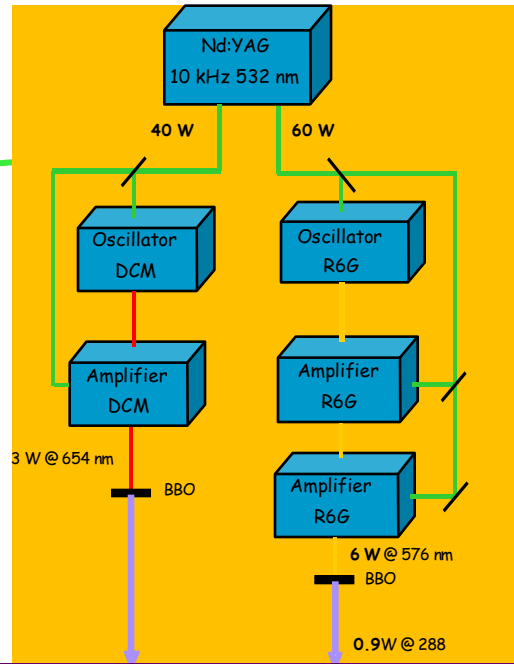 Nd:YAG
10 kHz 532 nm
40 W
60 W
Oscillator
DCM
Oscillator
R6G
Amplifier
DCM
Amplifier
R6G
3 W @ 654 nm
BBO
Amplifier
R6G
6 W @ 576 nm
BBO
0.9W @ 288